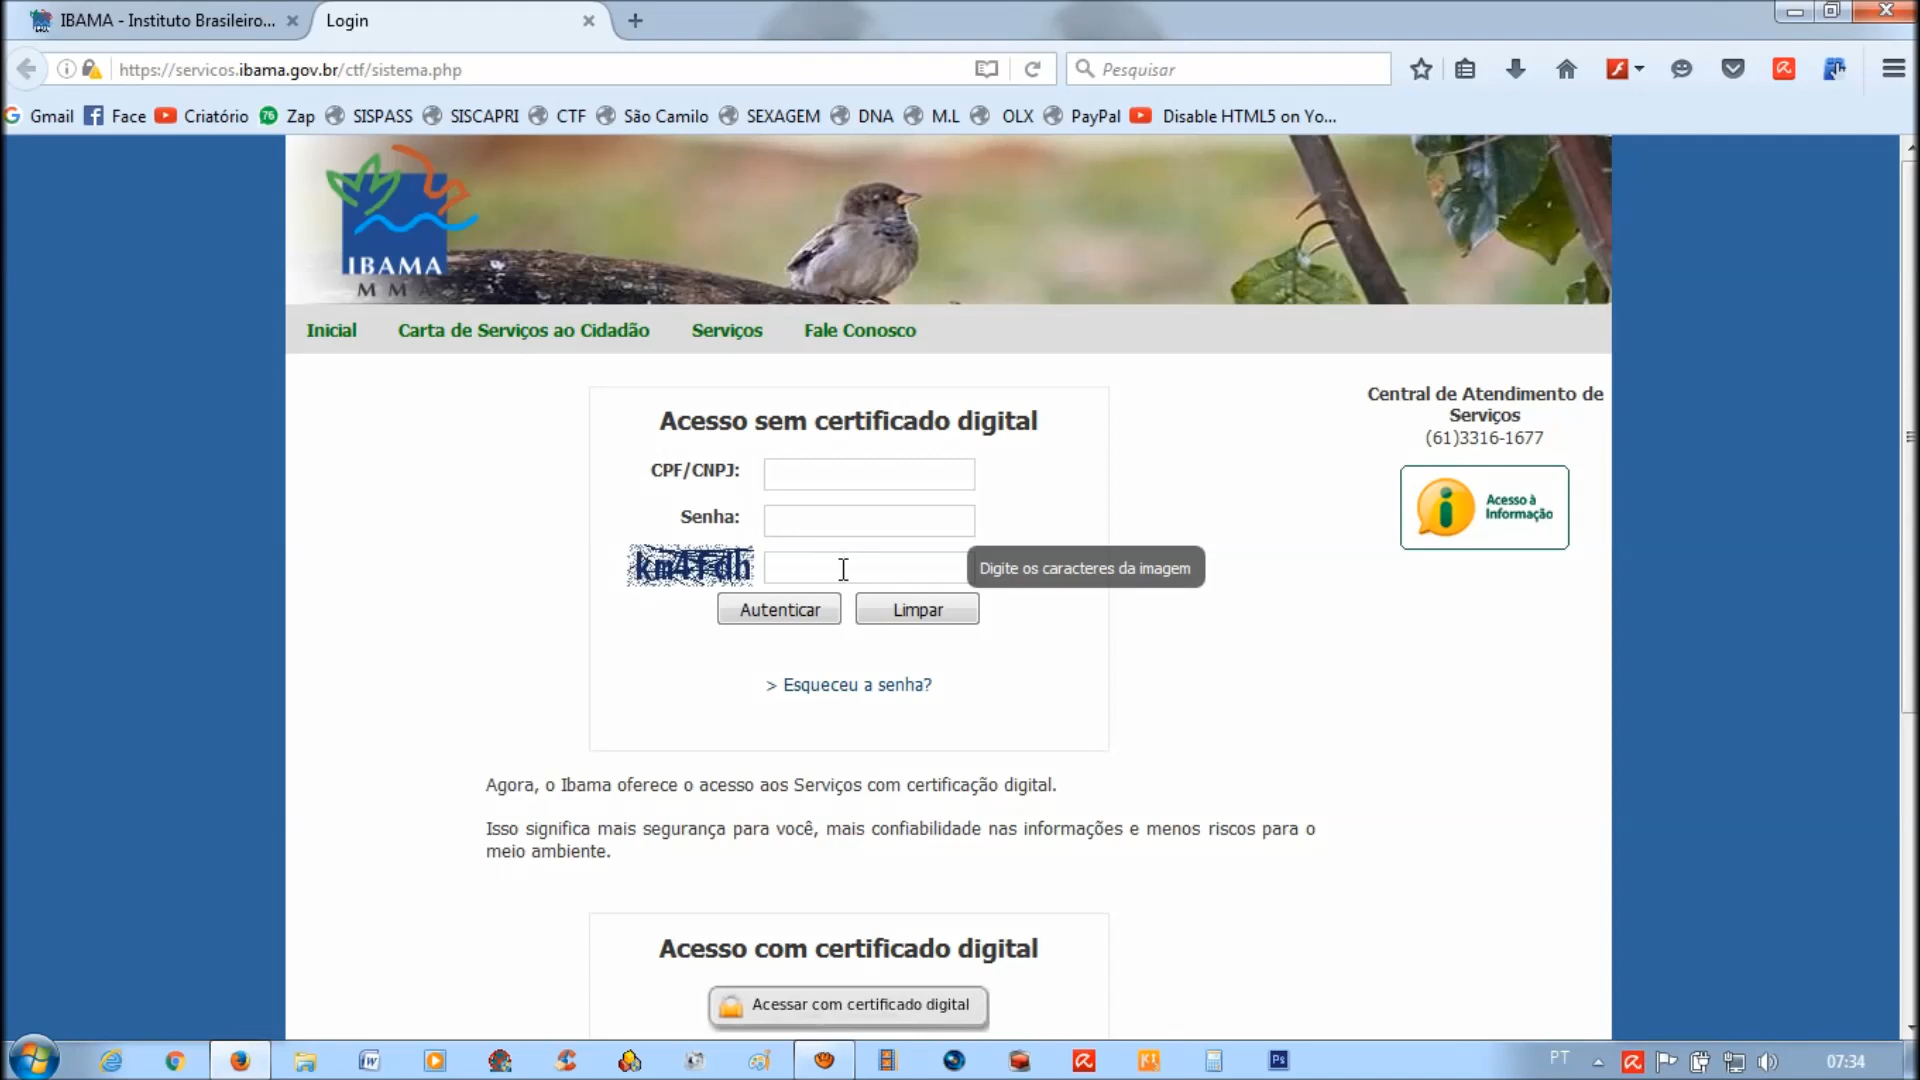 IBAMA - Instituto Brasileiro...
Login
https://servicos.ibama.gov.br/ctf/sistema.php
Pesquisar
Gmail Face Criatório 76 Zap SISPASS SISCAPRI CTF São Camilo SEXAGEM DNA M.L OLX PayPal Disable HTML5 on Yo...
IBAMA
M M A
Inicial Carta de Serviços ao Cidadão Serviços Fale Conosco
Acesso sem certificado digital
CPF/CNPJ:
Senha:
km4fdh
Digite os caracteres da imagem
Autenticar Limpar
> Esqueceu a senha?
Central de Atendimento de
Serviços
(61)3316-1677
Acesso à
Informação
Agora, o Ibama oferece o acesso aos Serviços com certificação digital.
Isso significa mais segurança para você, mais confiabilidade nas informações e menos riscos para o
meio ambiente.
Acesso com certificado digital
Acessar com certificado digital
PT
07:34